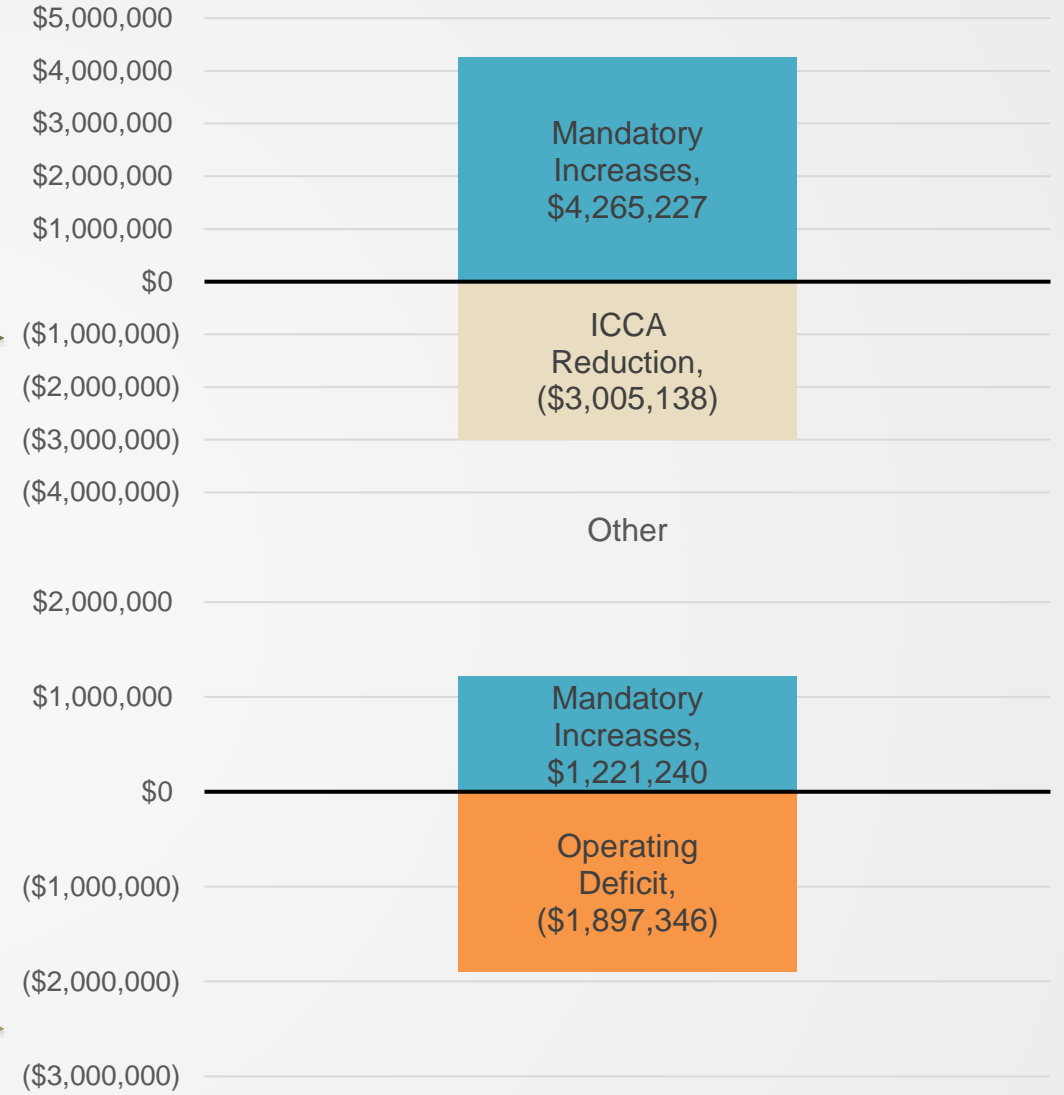 $5,000,000
$4,000,000
$3,000,000
$2,000,000
$1,000,000
$0
($1,000,000)
($2,000,000)
($3,000,000)
($4,000,000)
Mandatory
Increases,
$4,265,227
ICCA
Reduction,
($3,005,138)
Other
$2,000,000
$1,000,000
$0
($1,000,000)
($2,000,000)
($3,000,000)
Mandatory
Increases,
$1,221,240
Operating
Deficit,
($1,897,346)